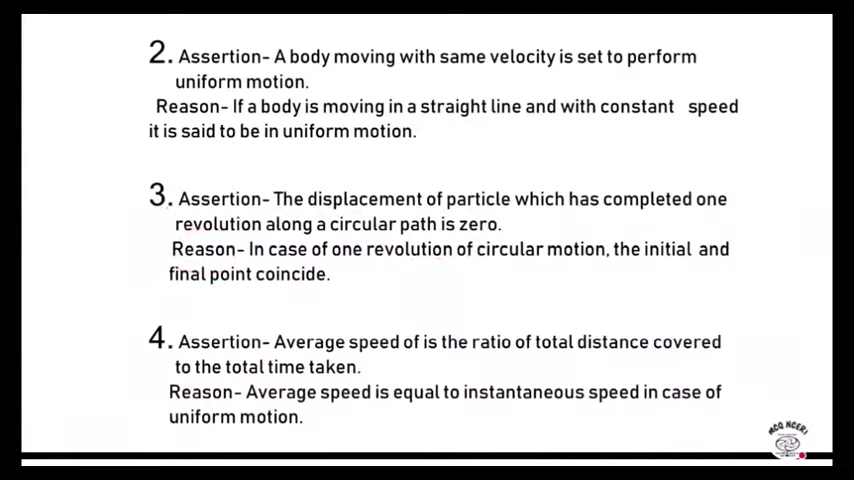 2. Assertion- A body moving with same velocity is set to perform
uniform motion.
Reason- If a body is moving in a straight line and with constant speed
it is said to be in uniform motion.
3. Assertion- The displacement of particle which has completed one
revolution along a circular path is zero.
Reason- In case of one revolution of circular motion, the initial and
final point coincide.
4. Assertion- Average speed of is the ratio of total distance covered
to the total time taken.
Reason- Average speed is equal to instantaneous speed in case of
uniform motion.
MCQ NCERT